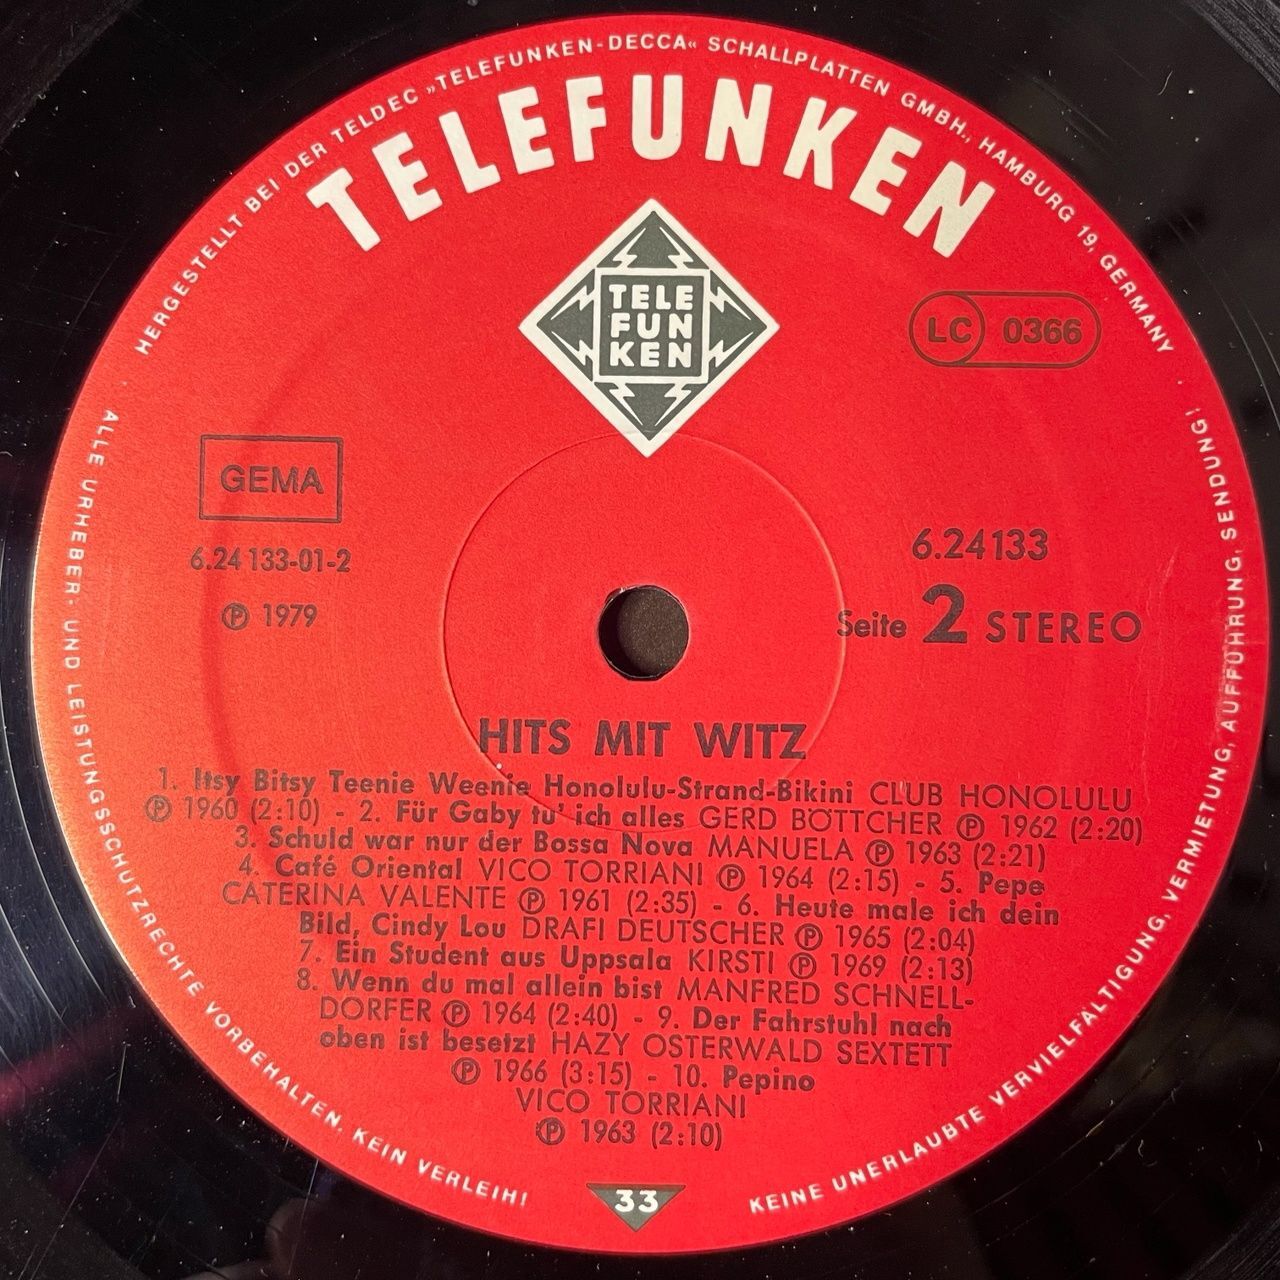 HERGESTELLT BEI DER TELDEC »TELEFUNKEN-DECCA« SCHALLPLATTEN GMBH., HAMBURG 19, GERMANY
TELEFUNKEN
TELE
FUN
KEN
LC 0366
GEMA
6.24133-01-2
Ⓟ 1979
6.24133
Seite 2 STEREO
HITS MIT WITZ
1. Itsy Bitsy Teenie Weenie Honolulu-Strand-Bikini CLUB HONOLULU
Ⓟ 1960 (2:10) - 2. Für Gaby tu' ich alles GERD BÖTTCHER Ⓟ 1962 (2:20)
3. Schuld war nur der Bossa Nova MANUELA Ⓟ 1963 (2:21)
4. Café Oriental VICO TORRIANI Ⓟ 1964 (2:15) - 5. Pepe
CATERINA VALENTE Ⓟ 1961 (2:35) - 6. Heute male ich dein
Bild, Cindy Lou DRAFI DEUTSCHER Ⓟ 1965 (2:04)
7. Ein Student aus Uppsala KIRSTI Ⓟ 1969 (2:13)
8. Wenn du mal allein bist MANFRED SCHNELL-
DORFER Ⓟ 1964 (2:40) - 9. Der Fahrstuhl nach
oben ist besetzt HAZY OSTERWALD SEXTETT
Ⓟ 1966 (3:15) - 10. Pepino
VICO TORRIANI
Ⓟ 1963 (2:10)
33
ALLE URHEBER- UND LEISTUNGSSCHUTZRECHTE VORBEHALTEN. KEIN VERLEIH!
KEINE UNERLAUBTE VERVIELFÄLTIGUNG, VERMIETUNG, AUFFÜHRUNG, SENDUNG!